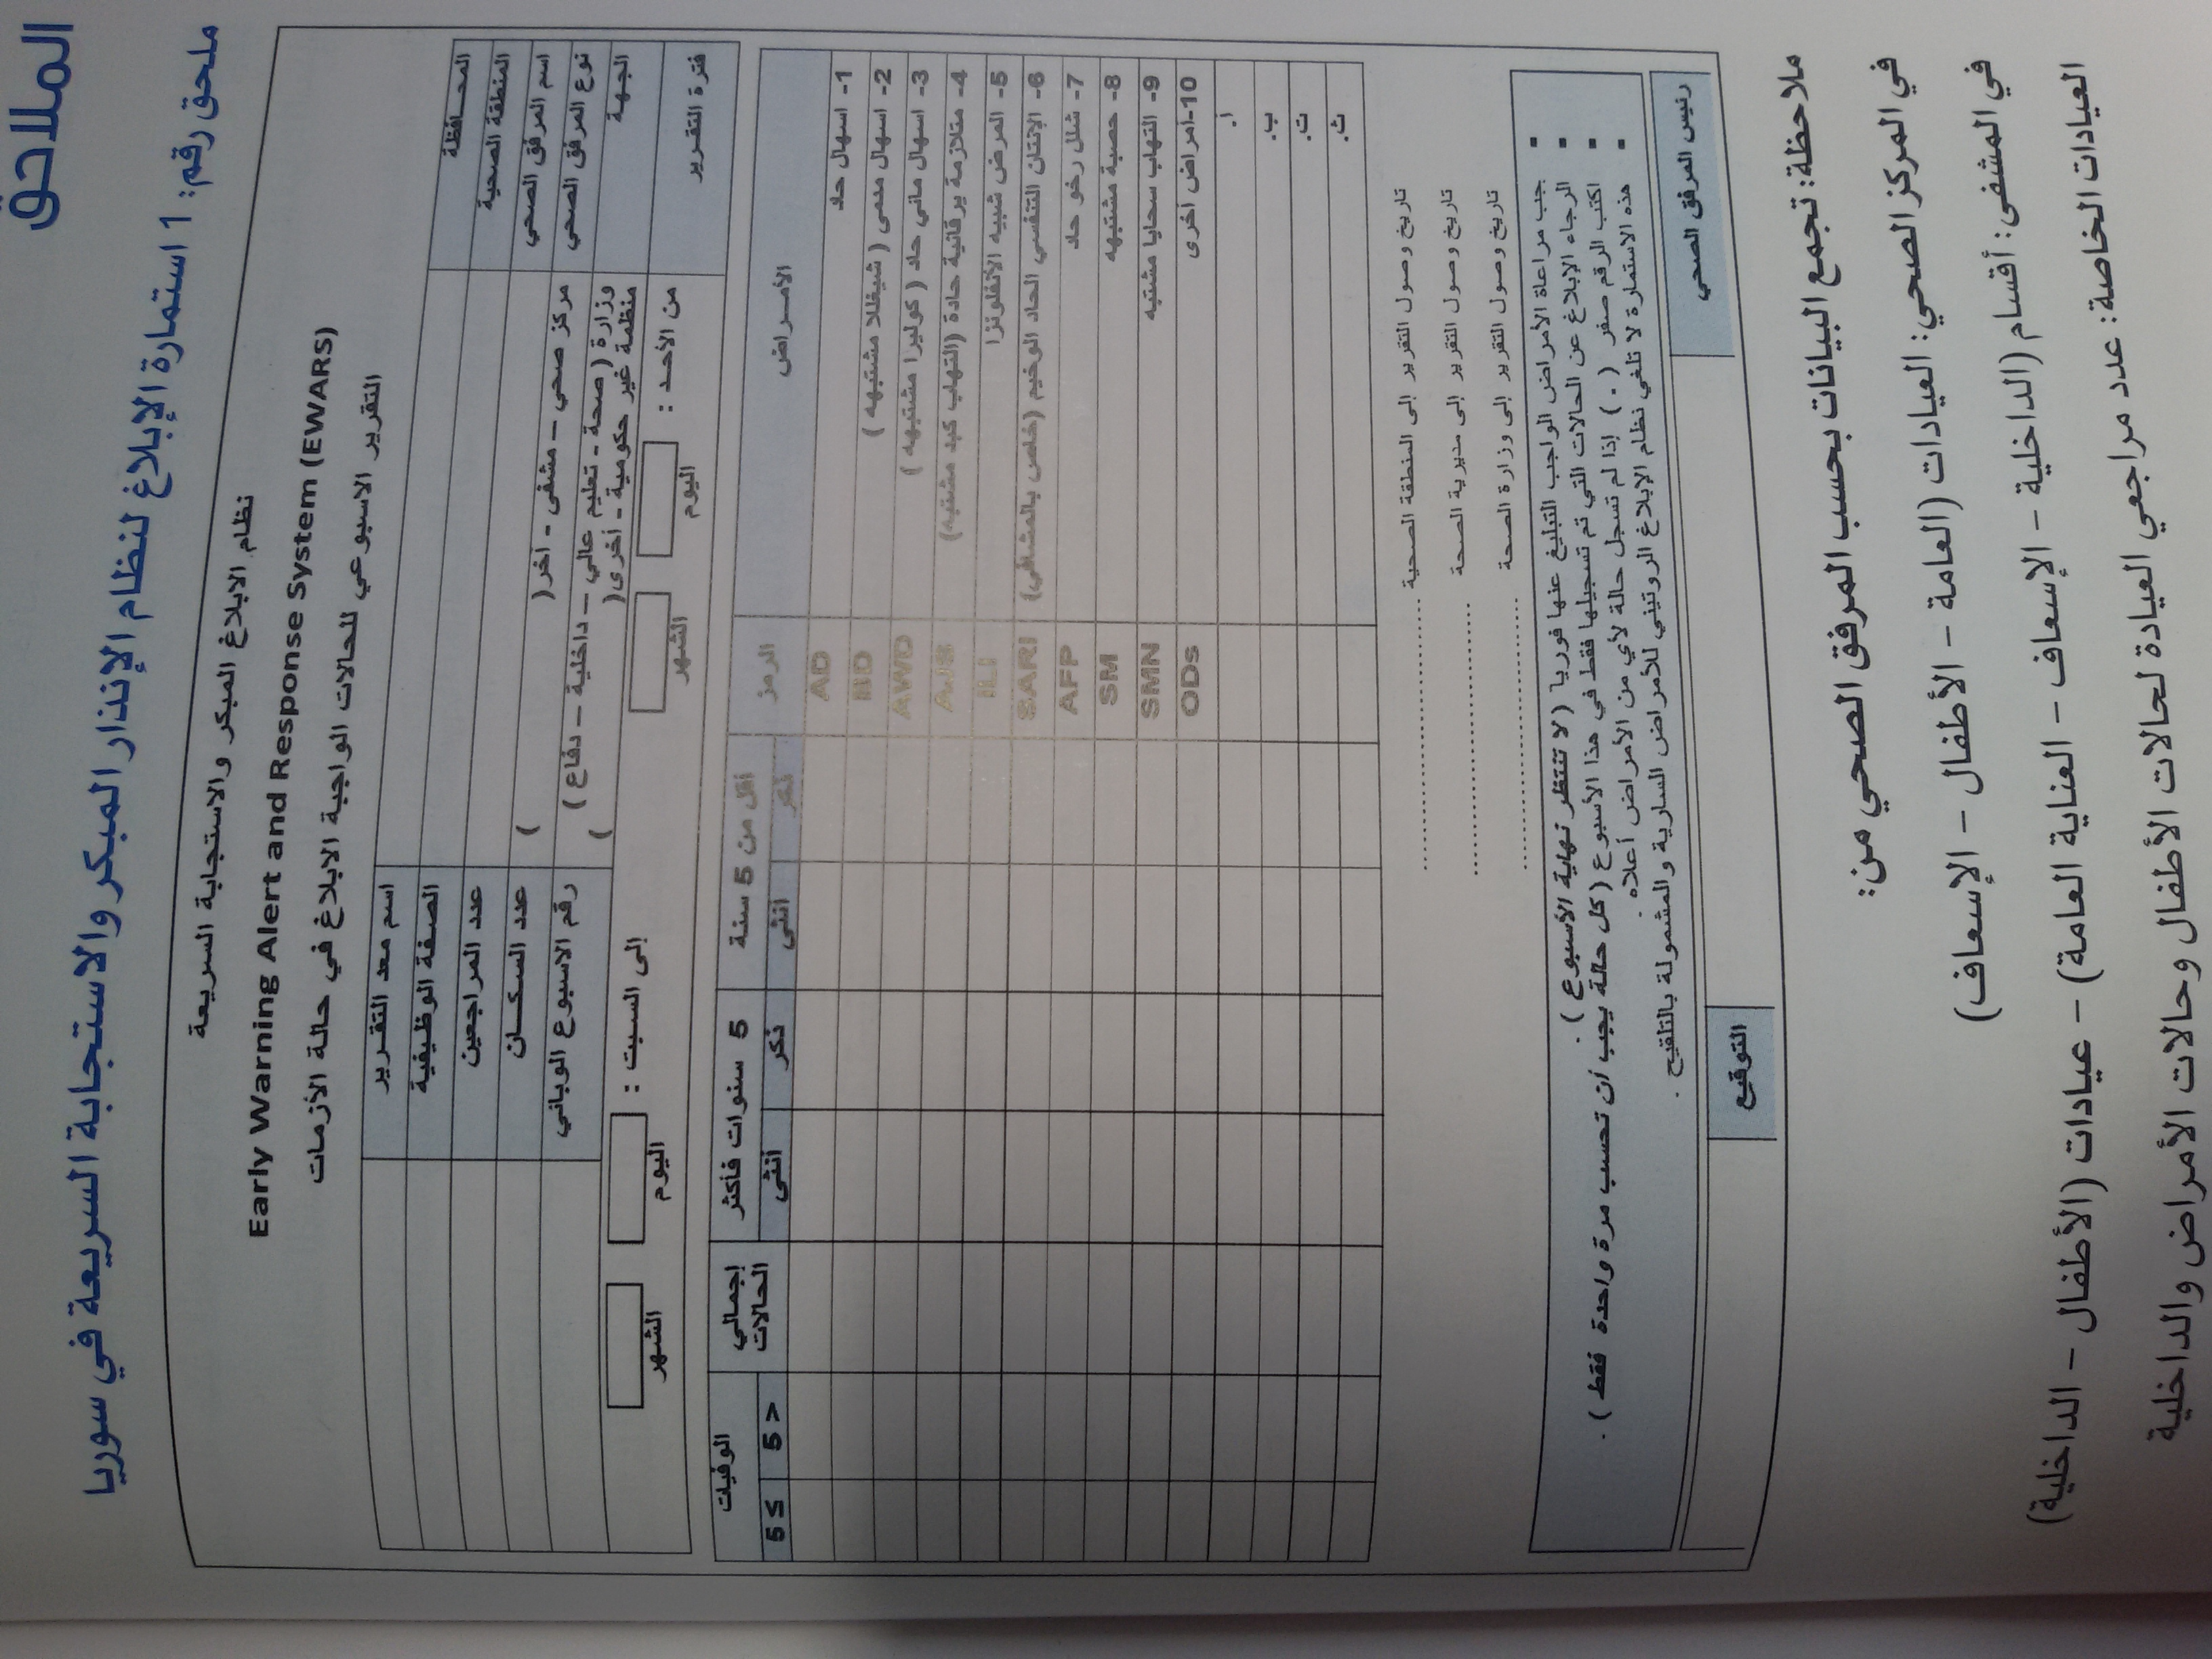 الملاحق
ملحق رقم: 1 استمارة الإبلاغ لنظام الإنذار المبكر والاستجابة السريعة في سوريا
نظام الابلاغ المبكر والاستجابة السريعة
Early Warning Alert and Response System (EWARS)
التقرير الاسبوعي للحالات الواجبة الابلاغ في حالة الأزمات
المحافظة
اسم معد التقرير
المنطقة الصحية
الصفة الوظيفية
اسم المرفق الصحي
عدد المراجعين
نوع المرفق الصحي
مركز صحي – مشفى - آخر( )
عدد السكان
الجهة
وزارة ( صحة - تعليم عالي – داخلية – دفاع )
منظمة غير حكومية - أخرى( )
رقم الاسبوع الوبائي
فترة التقرير
من الأحد :
اليوم
الشهر
إلى السبت :
اليوم
الشهر
الأمراض
الرمز
أقل من 5 سنة
5 سنوات فأكثر
إجمالي الحالات
الوفيات
ذكر
أنثى
ذكر
أنثى
< 5
≥ 5
1- اسهال حاد AD
2- اسهال مدمى ( شيغللا مشتبهه ) BD
3- اسهال مائي حاد ( كوليرا مشتبهه ) AWD
4- متلازمة يرقانية حادة (التهاب كبد مشتبه) AJS
5- المرض شبيه الأنفلونزا ILI
6- الإنتان التنفسي الحاد الوخيم (خاص بالمشافي) SARI
7- شلل رخو حاد AFP
8- حصبة مشتبهه SM
9- التهاب سحايا مشتبه SMN
10-أمراض أخرى ODs
أ.
ب.
ت.
ث.
تاريخ وصول التقرير إلى المنطقة الصحية ..............................
تاريخ وصول التقرير إلى مديرية الصحة ..............................
تاريخ وصول التقرير إلى وزارة الصحة ..............................
▪ جب مراعاة الأمراض الواجب التبليغ عنها فوريا (لا تنتظر نهاية الأسبوع ) .
▪ الرجاء الإبلاغ عن الحالات التي تم تسجيلها فقط في هذا الأسبوع ( كل حالة يجب أن تحسب مرة واحدة فقط ) .
▪ اكتب الرقم صفر ( . ) إذا لم تسجل حالة لأي من الأمراض أعلاه .
▪ هذه الاستمارة لا تلغي نظام الإبلاغ الروتيني للأمراض السارية والمشمولة بالتلقيح .
رئيس المرفق الصحي
التوقيع
ملاحظة: تجمع البيانات بحسب المرفق الصحي من:
في المركز الصحي: العيادات (العامة – الأطفال – الإسعاف)
في المشفى: أقسام (الداخلية – الإسعاف – العناية العامة) – عيادات (الأطفال – الداخلية)
العيادات الخاصة: عدد مراجعي العيادة لحالات الأطفال وحالات الأمراض والداخلية